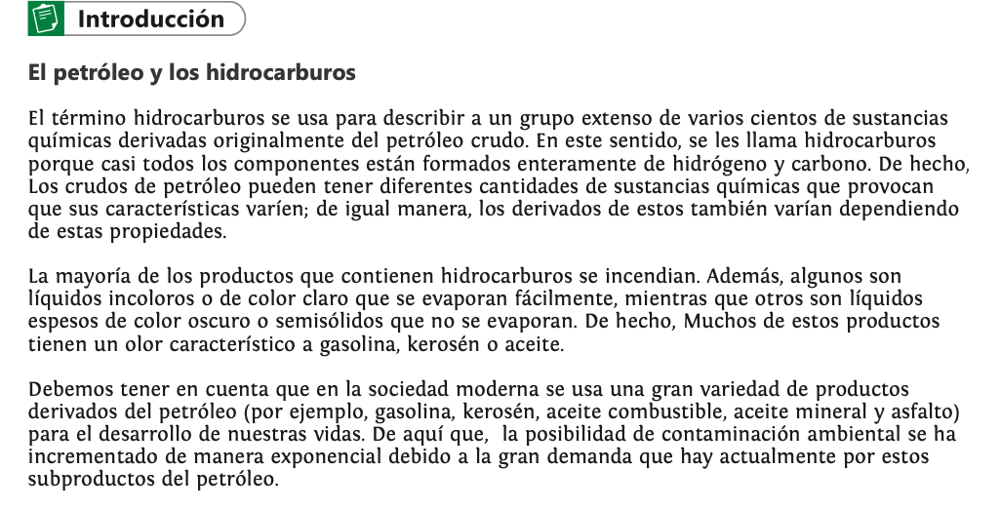 Introducción
El petróleo y los hidrocarburos
El término hidrocarburos se usa para describir a un grupo extenso de varios cientos de sustancias
químicas derivadas originalmente del petróleo crudo. En este sentido, se les llama hidrocarburos
porque casi todos los componentes están formados enteramente de hidrógeno y carbono. De hecho,
Los crudos de petróleo pueden tener diferentes cantidades de sustancias químicas que provocan
que sus características varíen; de igual manera, los derivados de estos también varían dependiendo
de estas propiedades.
La mayoría de los productos que contienen hidrocarburos se incendian. Además, algunos son
líquidos incoloros o de color claro que se evaporan fácilmente, mientras que otros son líquidos
espesos de color oscuro o semisólidos que no se evaporan. De hecho, Muchos de estos productos
tienen un olor característico a gasolina, kerosén o aceite.
Debemos tener en cuenta que en la sociedad moderna se usa una gran variedad de productos
derivados del petróleo (por ejemplo, gasolina, kerosén, aceite combustible, aceite mineral y asfalto)
para el desarrollo de nuestras vidas. De aquí que,  la posibilidad de contaminación ambiental se ha
incrementado de manera exponencial debido a la gran demanda que hay actualmente por estos
subproductos del petróleo.